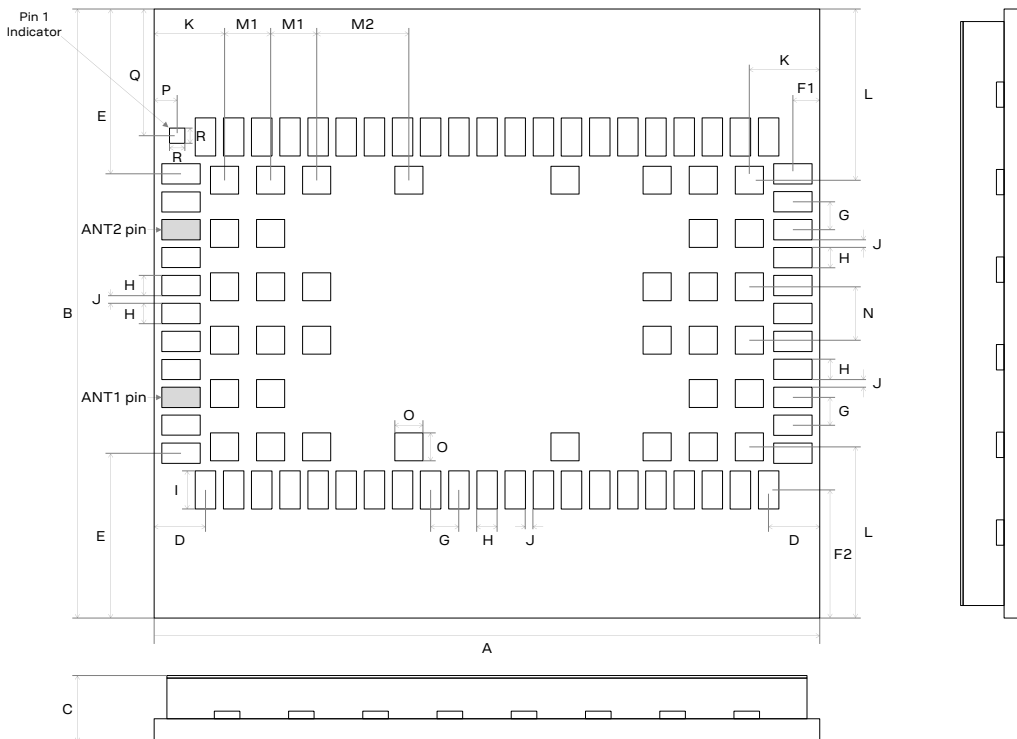 Pin 1
Indicator
K
M1
M1
M2
K
Q
P
F1
L
E
R
R
G
ANT2 pin
J
H
H
J
N
B
H
H
J
ANT1 pin
G
O
O
I
D
G
H
J
D
L
E
F2
A
C